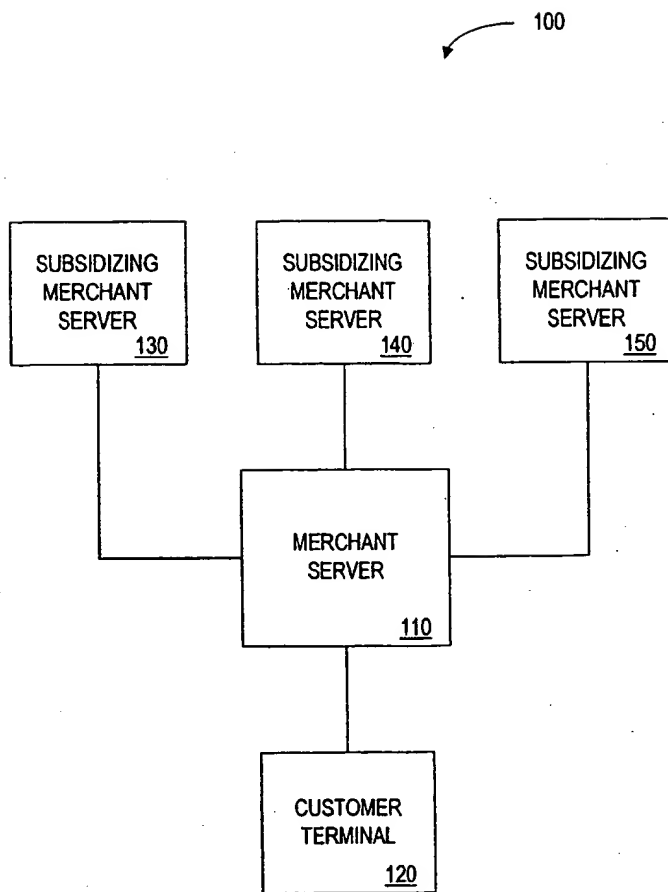 100
SUBSIDIZING
MERCHANT
SERVER
130
SUBSIDIZING
MERCHANT
SERVER
140
SUBSIDIZING
MERCHANT
SERVER
150
MERCHANT
SERVER
110
CUSTOMER
TERMINAL
120